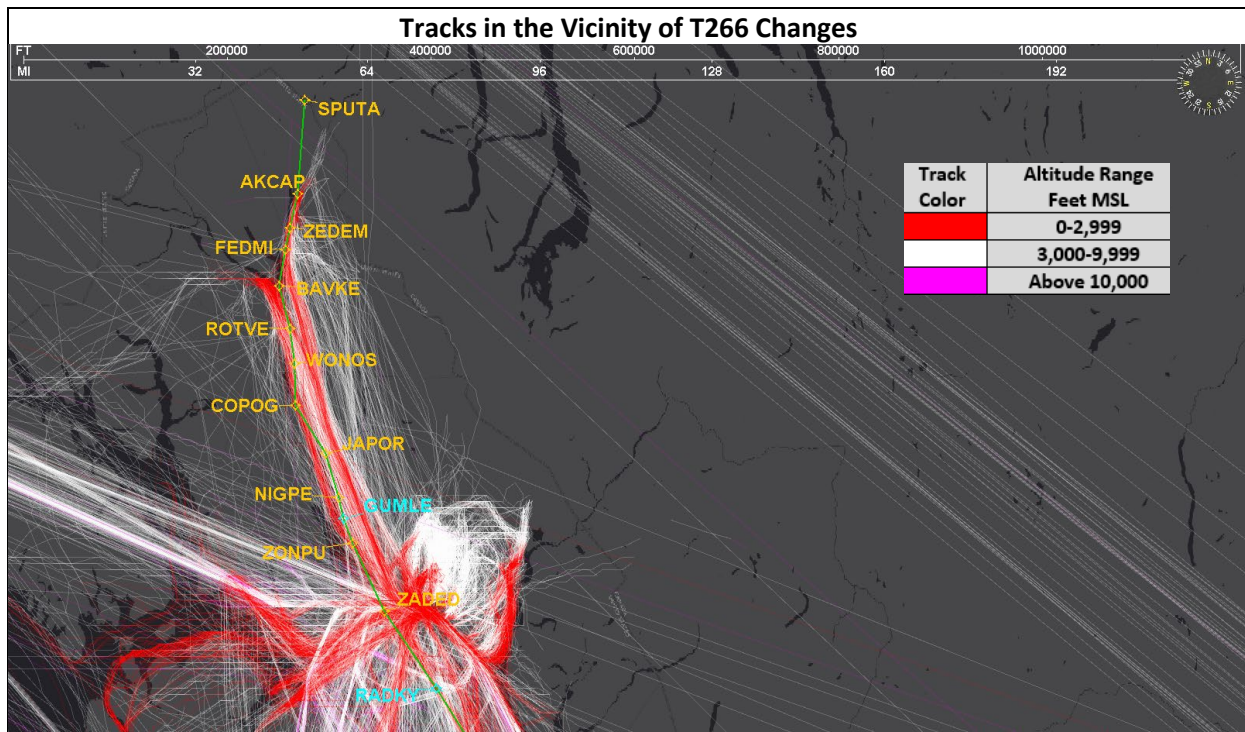 Tracks in the Vicinity of T266 Changes
FT 200000 400000 600000 800000 1000000
MI 32 64 96 128 160 192
SPUTA
AKCAP
ZEDEM
FEDMI
BAVKE
ROTVE
WONOS
COPOG
JAPOR
NIGPE
GUMLE
ZONPU
ZADED
RADKY
Track Color Altitude Range Feet MSL
0-2,999
3,000-9,999
Above 10,000